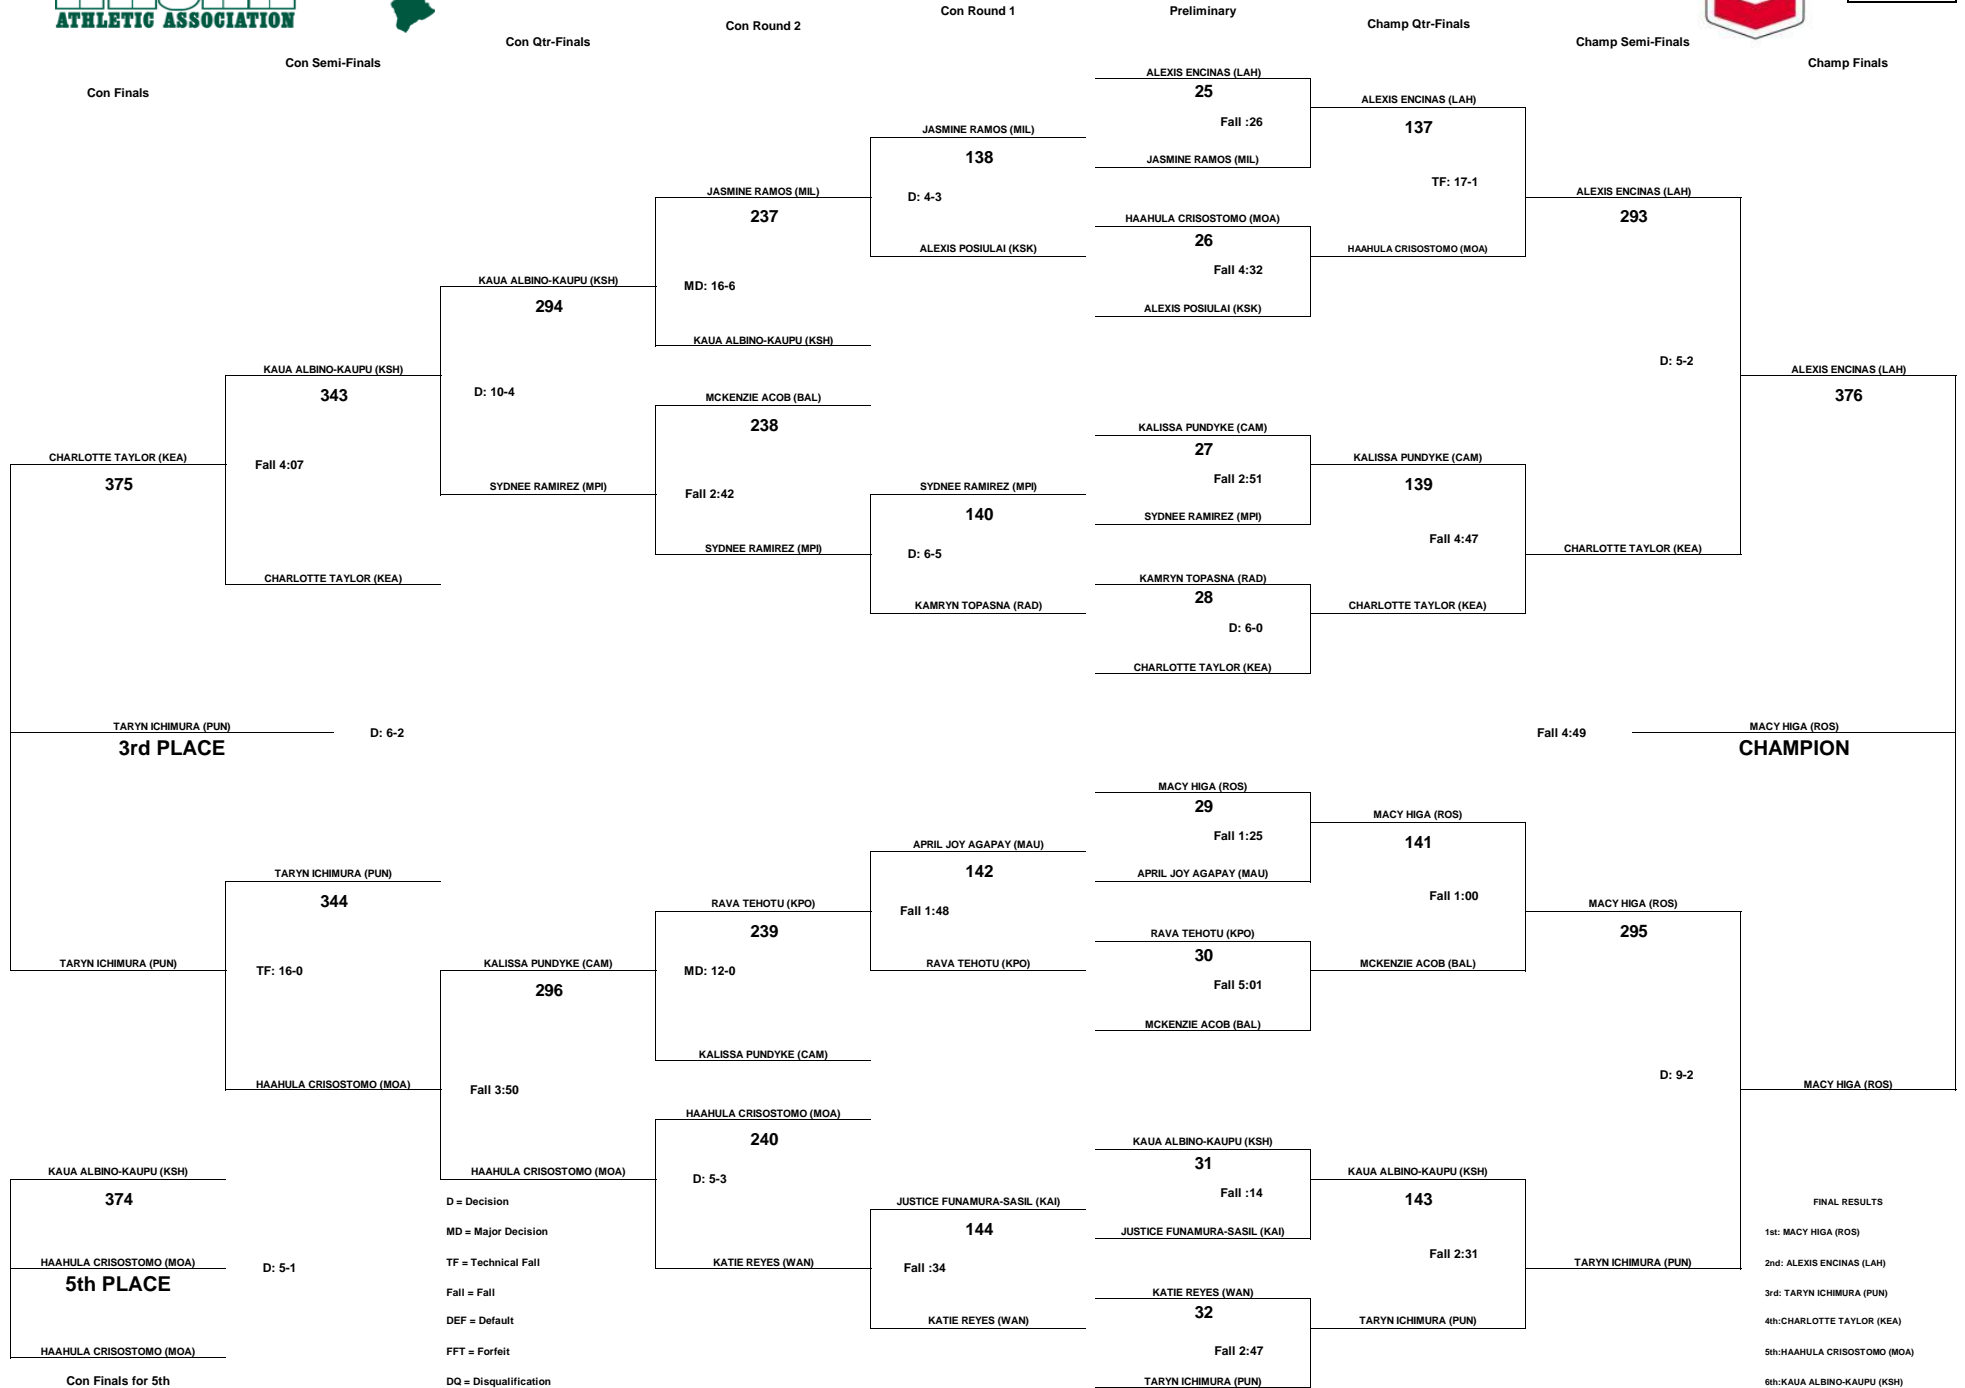 ATHLETIC ASSOCIATION
Con Finals
Con Semi-Finals
Con Qtr-Finals
Con Round 2
Con Round 1
Preliminary
Champ Qtr-Finals
Champ Semi-Finals
Champ Finals
CHARLOTTE TAYLOR (KEA)
375
TARYN ICHIMURA (PUN)
3rd PLACE
D: 6-2
TARYN ICHIMURA (PUN)
KAUA ALBINO-KAUPU (KSH)
374
HAAHULA CRISOSTOMO (MOA)
5th PLACE
D: 5-1
HAAHULA CRISOSTOMO (MOA)
Con Finals for 5th
KAUA ALBINO-KAUPU (KSH)
343
Fall 4:07
CHARLOTTE TAYLOR (KEA)
TARYN ICHIMURA (PUN)
344
TF: 16-0
HAAHULA CRISOSTOMO (MOA)
KAUA ALBINO-KAUPU (KSH)
294
D: 10-4
SYDNEE RAMIREZ (MPI)
KALISSA PUNDYKE (CAM)
296
Fall 3:50
HAAHULA CRISOSTOMO (MOA)
D = Decision
MD = Major Decision
TF = Technical Fall
Fall = Fall
DEF = Default
FFT = Forfeit
DQ = Disqualification
JASMINE RAMOS (MIL)
237
MD: 16-6
KAUA ALBINO-KAUPU (KSH)
MCKENZIE ACOB (BAL)
238
Fall 2:42
SYDNEE RAMIREZ (MPI)
RAVA TEHOTU (KPO)
239
MD: 12-0
KALISSA PUNDYKE (CAM)
HAAHULA CRISOSTOMO (MOA)
240
D: 5-3
KATIE REYES (WAN)
JASMINE RAMOS (MIL)
138
D: 4-3
ALEXIS POSIULAI (KSK)
SYDNEE RAMIREZ (MPI)
140
D: 6-5
KAMRYN TOPASNA (RAD)
APRIL JOY AGAPAY (MAU)
142
Fall 1:48
RAVA TEHOTU (KPO)
JUSTICE FUNAMURA-SASIL (KAI)
144
Fall :34
KATIE REYES (WAN)
ALEXIS ENCINAS (LAH)
25
Fall :26
JASMINE RAMOS (MIL)
HAAHULA CRISOSTOMO (MOA)
26
Fall 4:32
ALEXIS POSIULAI (KSK)
KALISSA PUNDYKE (CAM)
27
Fall 2:51
SYDNEE RAMIREZ (MPI)
KAMRYN TOPASNA (RAD)
28
D: 6-0
CHARLOTTE TAYLOR (KEA)
MACY HIGA (ROS)
29
Fall 1:25
APRIL JOY AGAPAY (MAU)
RAVA TEHOTU (KPO)
30
Fall 5:01
MCKENZIE ACOB (BAL)
KAUA ALBINO-KAUPU (KSH)
31
Fall :14
JUSTICE FUNAMURA-SASIL (KAI)
KATIE REYES (WAN)
32
Fall 2:47
TARYN ICHIMURA (PUN)
ALEXIS ENCINAS (LAH)
137
TF: 17-1
HAAHULA CRISOSTOMO (MOA)
KALISSA PUNDYKE (CAM)
139
Fall 4:47
CHARLOTTE TAYLOR (KEA)
MACY HIGA (ROS)
141
Fall 1:00
MCKENZIE ACOB (BAL)
KAUA ALBINO-KAUPU (KSH)
143
Fall 2:31
TARYN ICHIMURA (PUN)
ALEXIS ENCINAS (LAH)
293
D: 5-2
CHARLOTTE TAYLOR (KEA)
MACY HIGA (ROS)
295
D: 9-2
TARYN ICHIMURA (PUN)
ALEXIS ENCINAS (LAH)
376
Fall 4:49
MACY HIGA (ROS)
CHAMPION
MACY HIGA (ROS)
FINAL RESULTS
1st: MACY HIGA (ROS)
2nd: ALEXIS ENCINAS (LAH)
3rd: TARYN ICHIMURA (PUN)
4th:CHARLOTTE TAYLOR (KEA)
5th:HAAHULA CRISOSTOMO (MOA)
6th:KAUA ALBINO-KAUPU (KSH)